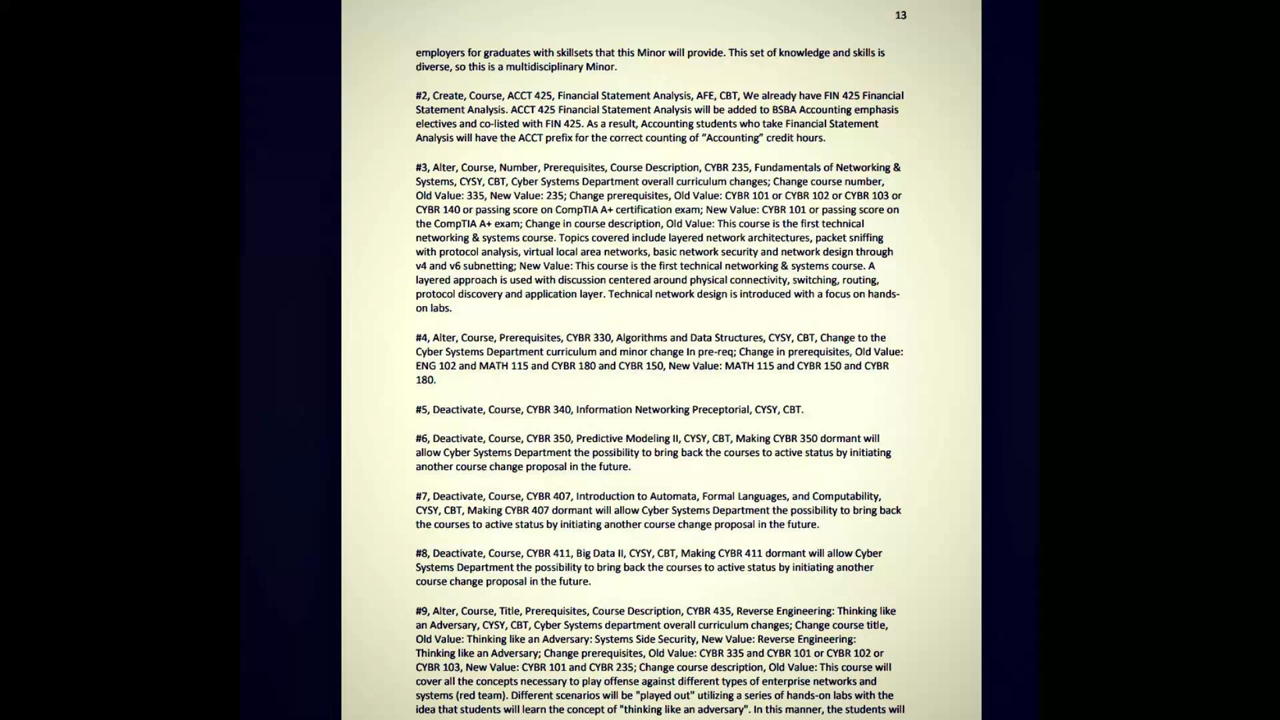 13
employers for graduates with skillsets that this Minor will provide. This set of knowledge and skills is
diverse, so this is a multidisciplinary Minor.
#2, Create, Course, ACCT 425, Financial Statement Analysis, AFE, CBT, We already have FIN 425 Financial
Statement Analysis. ACCT 425 Financial Statement Analysis will be added to BSBA Accounting emphasis
electives and co-listed with FIN 425. As a result, Accounting students who take Financial Statement
Analysis will have the ACCT prefix for the correct counting of “Accounting” credit hours.
#3, Alter, Course, Number, Prerequisites, Course Description, CYBR 235, Fundamentals of Networking &
Systems, CYSY, CBT, Cyber Systems Department overall curriculum changes; Change course number,
Old Value: 335, New Value: 235; Change prerequisites, Old Value: CYBR 101 or CYBR 102 or CYBR 103 or
CYBR 140 or passing score on CompTIA A+ certification exam; New Value: CYBR 101 or passing score on
the CompTIA A+ exam; Change in course description, Old Value: This course is the first technical
networking & systems course. Topics covered include layered network architectures, packet sniffing
with protocol analysis, virtual local area networks, basic network security and network design through
v4 and v6 subnetting; New Value: This course is the first technical networking & systems course. A
layered approach is used with discussion centered around physical connectivity, switching, routing,
protocol discovery and application layer. Technical network design is introduced with a focus on hands-
on labs.
#4, Alter, Course, Prerequisites, CYBR 330, Algorithms and Data Structures, CYSY, CBT, Change to the
Cyber Systems Department curriculum and minor change In pre-req; Change in prerequisites, Old Value:
ENG 102 and MATH 115 and CYBR 180 and CYBR 150, New Value: MATH 115 and CYBR 150 and CYBR
180.
#5, Deactivate, Course, CYBR 340, Information Networking Preceptorial, CYSY, CBT.
#6, Deactivate, Course, CYBR 350, Predictive Modeling II, CYSY, CBT, Making CYBR 350 dormant will
allow Cyber Systems Department the possibility to bring back the courses to active status by initiating
another course change proposal in the future.
#7, Deactivate, Course, CYBR 407, Introduction to Automata, Formal Languages, and Computability,
CYSY, CBT, Making CYBR 407 dormant will allow Cyber Systems Department the possibility to bring back
the courses to active status by initiating another course change proposal in the future.
#8, Deactivate, Course, CYBR 411, Big Data II, CYSY, CBT, Making CYBR 411 dormant will allow Cyber
Systems Department the possibility to bring back the courses to active status by initiating another
course change proposal in the future.
#9, Alter, Course, Title, Prerequisites, Course Description, CYBR 435, Reverse Engineering: Thinking like
an Adversary, CYSY, CBT, Cyber Systems department overall curriculum changes; Change course title,
Old Value: Thinking like an Adversary: Systems Side Security, New Value: Reverse Engineering:
Thinking like an Adversary; Change prerequisites, Old Value: CYBR 335 and CYBR 101 or CYBR 102 or
CYBR 103, New Value: CYBR 101 and CYBR 235; Change course description, Old Value: This course will
cover all the concepts necessary to play offense against different types of enterprise networks and
systems (red team). Different scenarios will be "played out" utilizing a series of hands-on labs with the
idea that students will learn the concept of "thinking like an adversary". In this manner, the students will